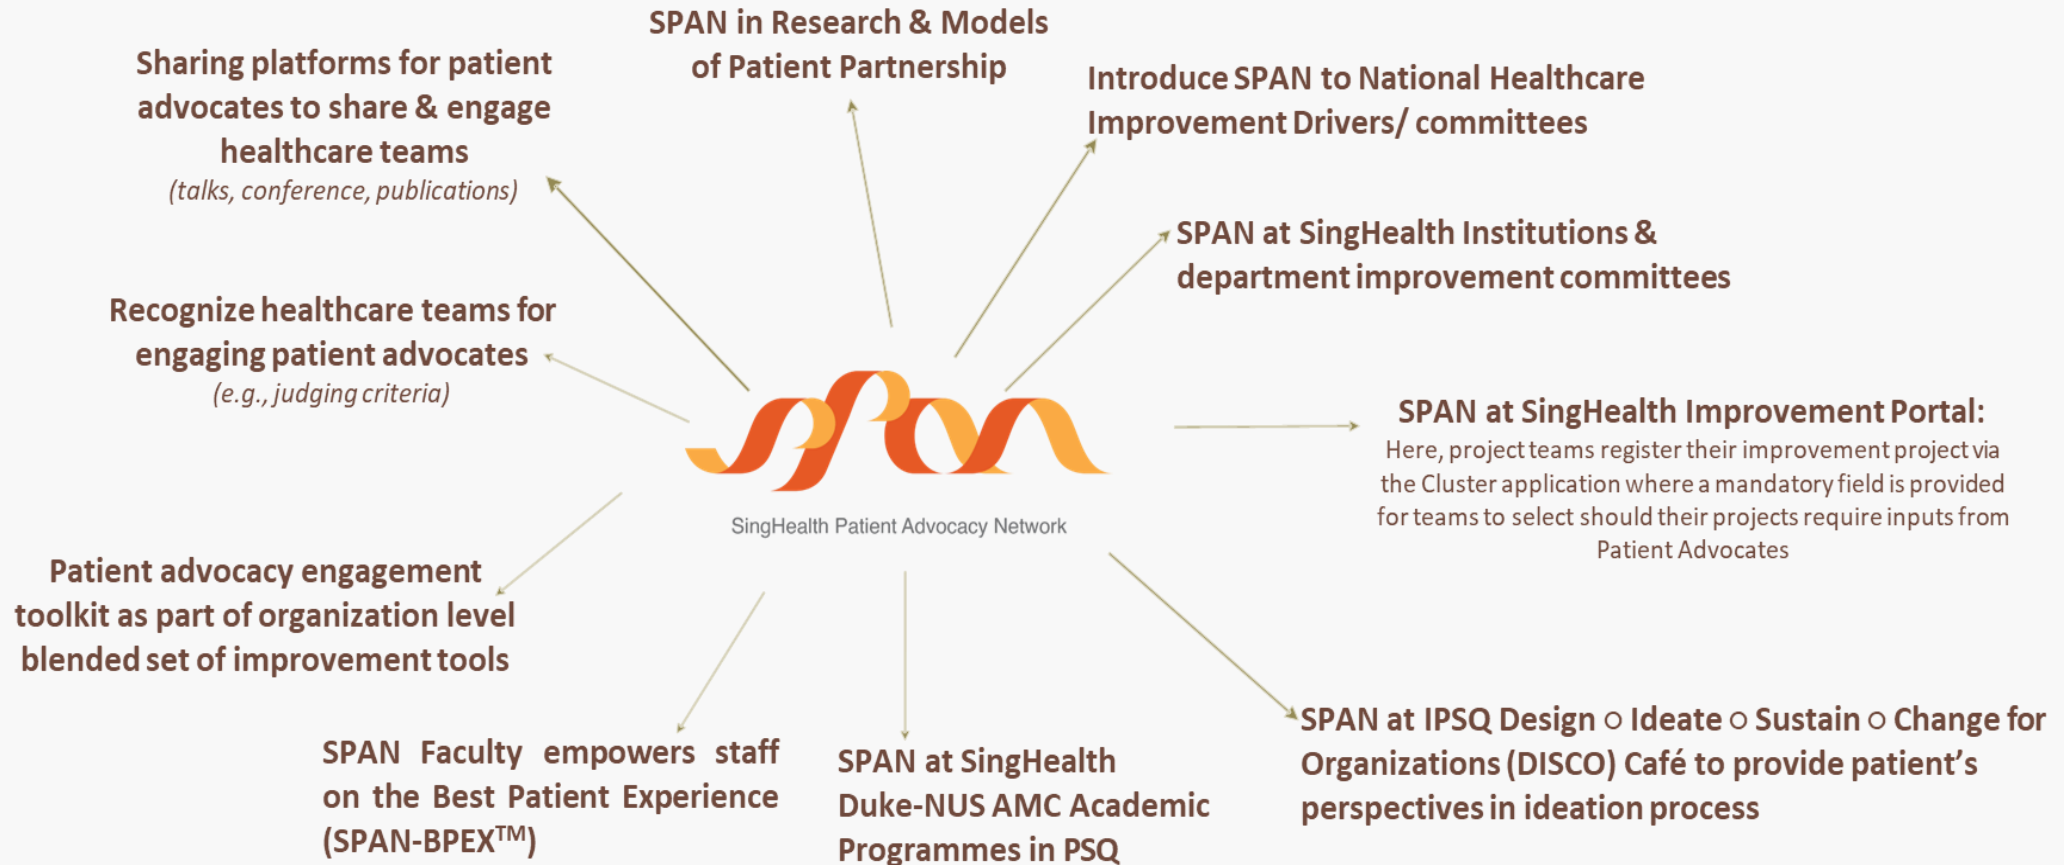 SPAN in Research & Models
of Patient Partnership
Sharing platforms for patient
advocates to share & engage
healthcare teams
(talks, conference, publications)
Introduce SPAN to National Healthcare
Improvement Drivers/ committees
SPAN at SingHealth Institutions &
department improvement committees
Recognize healthcare teams for
engaging patient advocates
(e.g., judging criteria)
span
SingHealth Patient Advocacy Network
SPAN at SingHealth Improvement Portal:
Here, project teams register their improvement project via
the Cluster application where a mandatory field is provided
for teams to select should their projects require inputs from
Patient Advocates
Patient advocacy engagement
toolkit as part of organization level
blended set of improvement tools
SPAN Faculty empowers staff
on the Best Patient Experience
(SPAN-BPEX™)
SPAN at SingHealth
Duke-NUS AMC Academic
Programmes in PSQ
SPAN at IPSQ Design ○ Ideate ○ Sustain ○ Change for
Organizations (DISCO) Café to provide patient’s
perspectives in ideation process